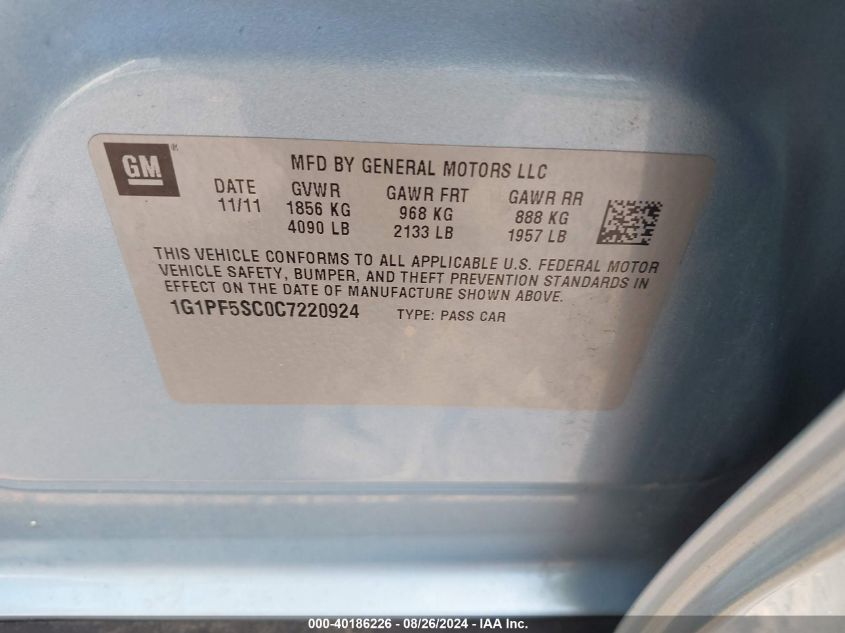 GM®
MFD BY GENERAL MOTORS LLC
DATE GVWR GAWR FRT GAWR RR
11/11 1856 KG 968 KG 888 KG
4090 LB 2133 LB 1957 LB
THIS VEHICLE CONFORMS TO ALL APPLICABLE U.S. FEDERAL MOTOR
VEHICLE SAFETY, BUMPER, AND THEFT PREVENTION STANDARDS IN
EFFECT ON THE DATE OF MANUFACTURE SHOWN ABOVE.
1G1PF5SC0C7220924 TYPE: PASS CAR
000-40186226 - 08/26/2024 - IAA Inc.